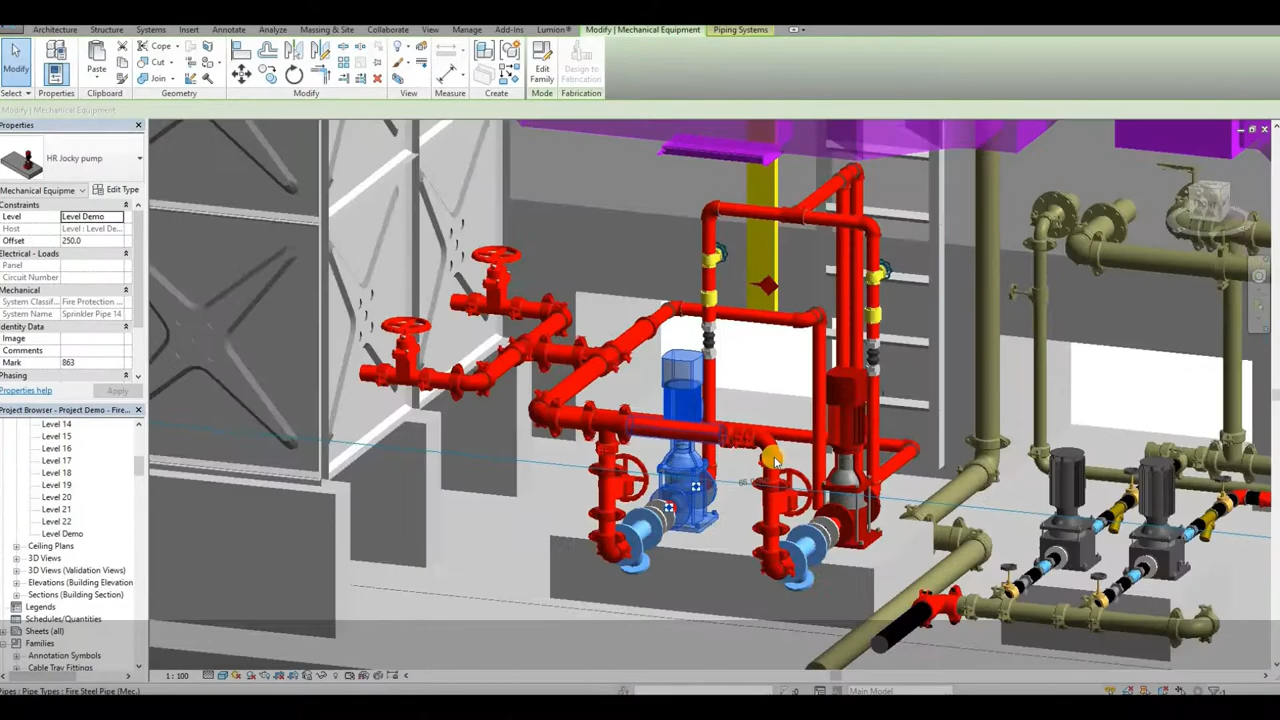 Architecture Structure Systems Insert Annotate Analyze Massing & Site Collaborate View Manage Add-Ins Lumion® Modify | Mechanical Equipment Piping Systems
Modify
Properties
Paste
Cope
Cut
Join
Edit Family
Design to Fabrication
Select Properties Clipboard Geometry Modify View Measure Create Mode Fabrication
Modify | Mechanical Equipment
Properties
HR Jocky pump
Mechanical Equipme Edit Type
Constraints
Level Level Demo
Host Level : Level De...
Offset 250.0
Electrical - Loads
Panel
Circuit Number
Mechanical
System Classif... Fire Protection
System Name Sprinkler Pipe 14
Identity Data
Image
Comments
Mark 863
Phasing
Properties help Apply
Project Browser - Project Demo - Fire...
Level 14
Level 15
Level 16
Level 17
Level 18
Level 19
Level 20
Level 21
Level 22
Level Demo
Ceiling Plans
3D Views
3D Views (Validation Views)
Elevations (Building Elevation
Sections (Building Section)
Legends
Schedules/Quantities
Sheets (all)
Families
Annotation Symbols
Cable Tray Fittings
1 : 100
Pipes : Pipe Types : Fire Steel Pipe (Mec.)
:0
Main Model